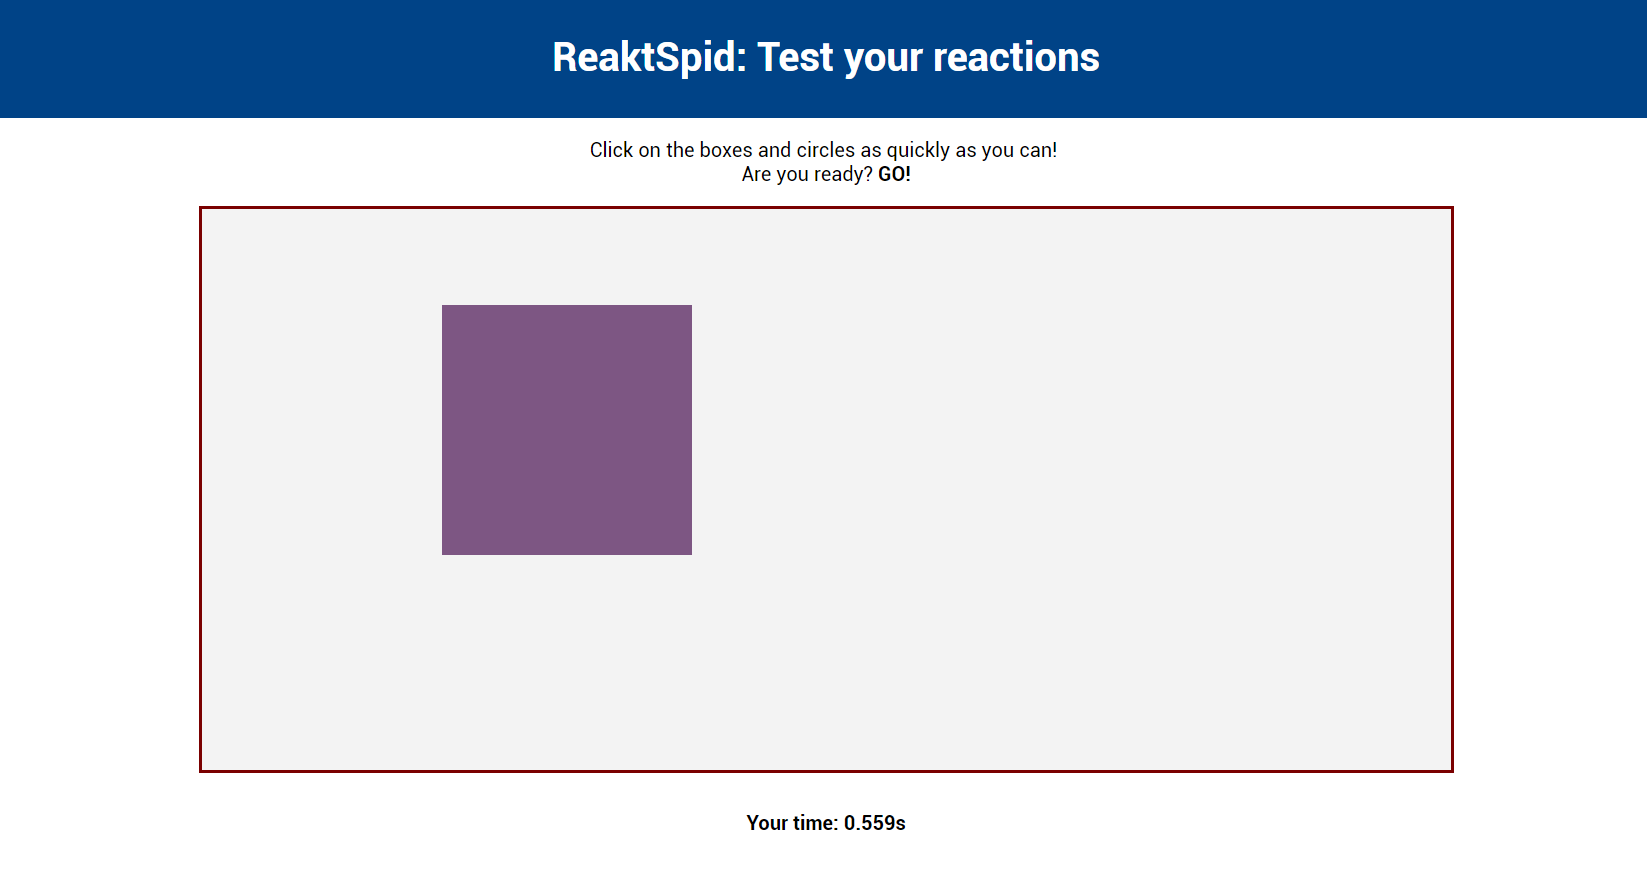 ReaktSpid: Test your reactions
Click on the boxes and circles as quickly as you can!
Are you ready? GO!
Your time: 0.559s